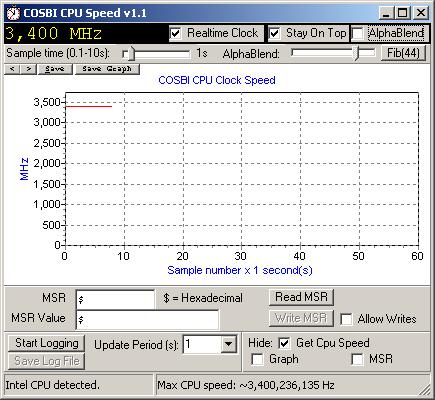 COSBI CPU Speed v1.1
3,400 MHz Realtime Clock Stay On Top AlphaBlend
Sample time (0.1-10s): 1s AlphaBlend: Fib(44)
< > Save Save Graph
COSBI CPU Clock Speed
3,500
3,000
2,500
2,000
1,500
1,000
500
0
MHz
0 10 20 30 40 50 60
Sample number x 1 second(s)
MSR $ $ = Hexadecimal Read MSR
MSR Value $ Write MSR Allow Writes
Start Logging Update Period (s): 1 Hide: Get Cpu Speed
Save Log File Graph MSR
Intel CPU detected. Max CPU speed: ~3,400,236,135 Hz